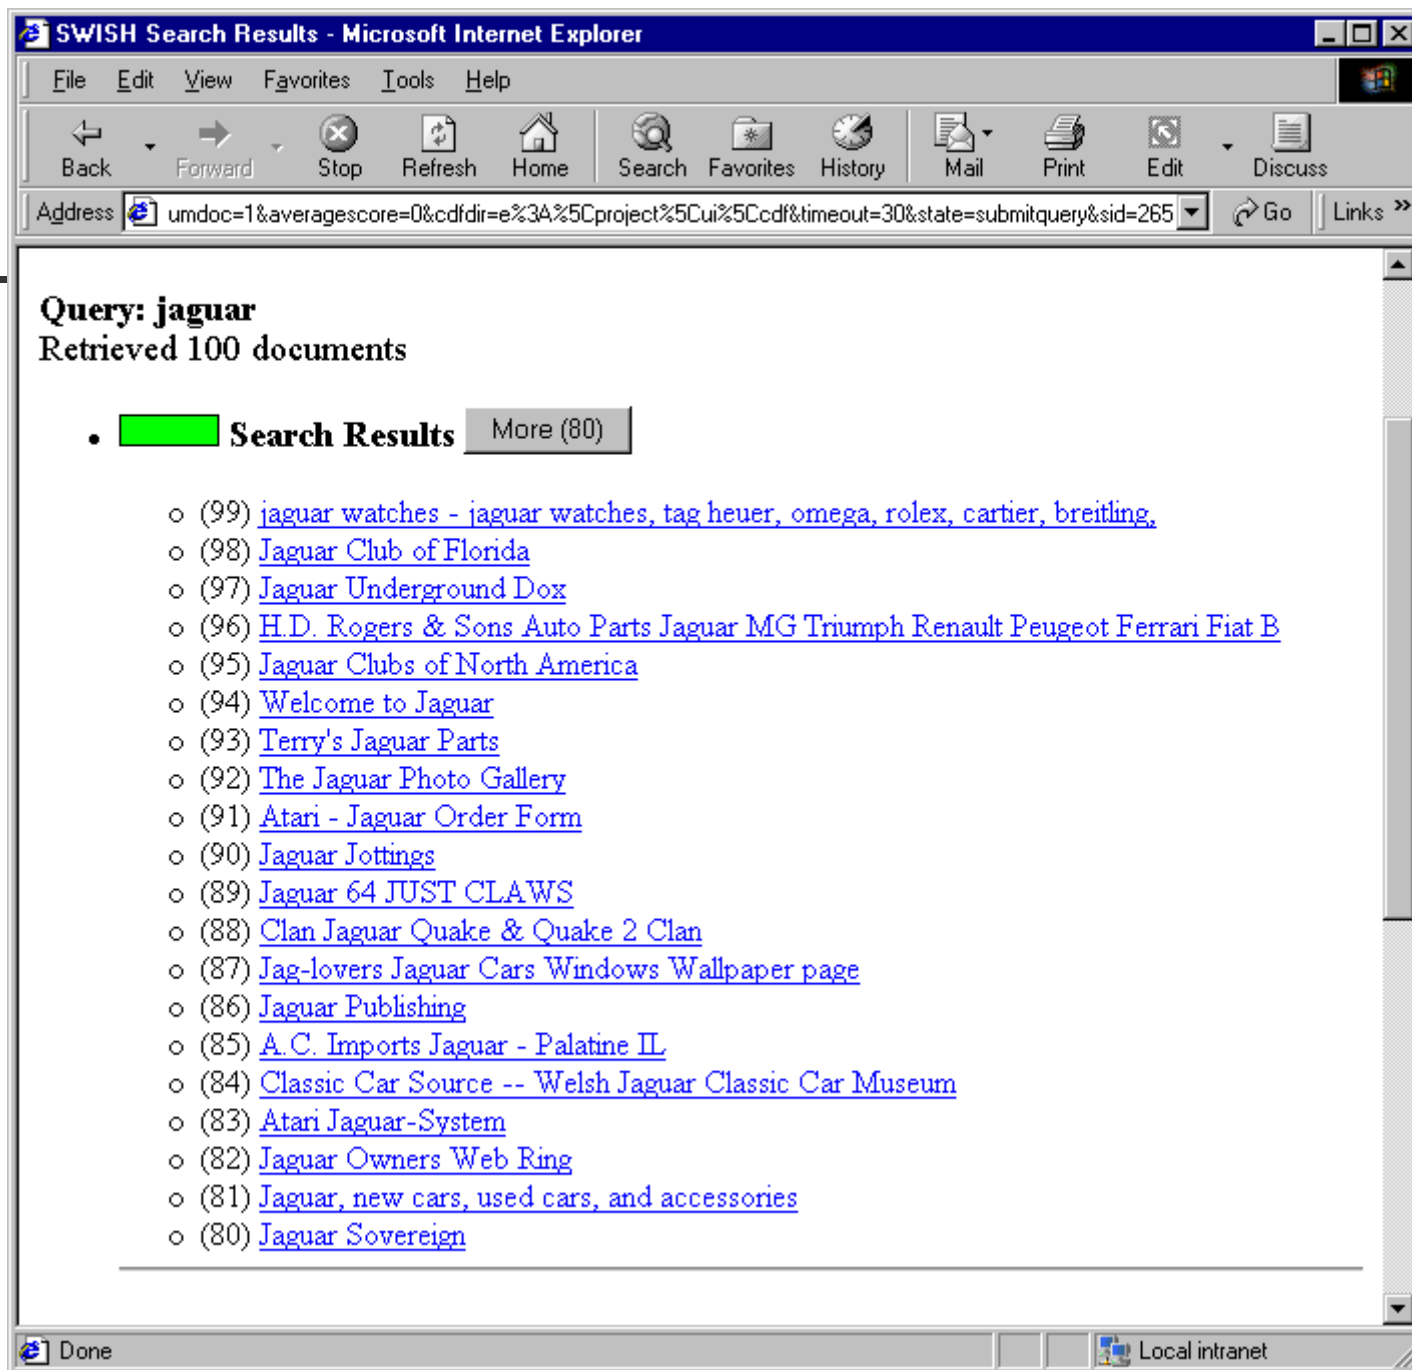 SWISH Search Results - Microsoft Internet Explorer
File Edit View Favorites Tools Help
Back Forward Stop Refresh Home Search Favorites History Mail Print Edit Discuss
Address umdoc=1&averagescore=0&cdfdir=e%3A%5Cproject%5Cui%5Ccdf&timeout=30&state=submitquery&sid=265 Go Links »
Query: jaguar
Retrieved 100 documents
Search Results More (80)
(99) jaguar watches - jaguar watches, tag heuer, omega, rolex, cartier, breitling,
(98) Jaguar Club of Florida
(97) Jaguar Underground Dox
(96) H.D. Rogers & Sons Auto Parts Jaguar MG Triumph Renault Peugeot Ferrari Fiat B
(95) Jaguar Clubs of North America
(94) Welcome to Jaguar
(93) Terry's Jaguar Parts
(92) The Jaguar Photo Gallery
(91) Atari - Jaguar Order Form
(90) Jaguar Jottings
(89) Jaguar 64 JUST CLAWS
(88) Clan Jaguar Quake & Quake 2 Clan
(87) Jag-lovers Jaguar Cars Windows Wallpaper page
(86) Jaguar Publishing
(85) A.C. Imports Jaguar - Palatine IL
(84) Classic Car Source -- Welsh Jaguar Classic Car Museum
(83) Atari Jaguar-System
(82) Jaguar Owners Web Ring
(81) Jaguar, new cars, used cars, and accessories
(80) Jaguar Sovereign
Done Local intranet